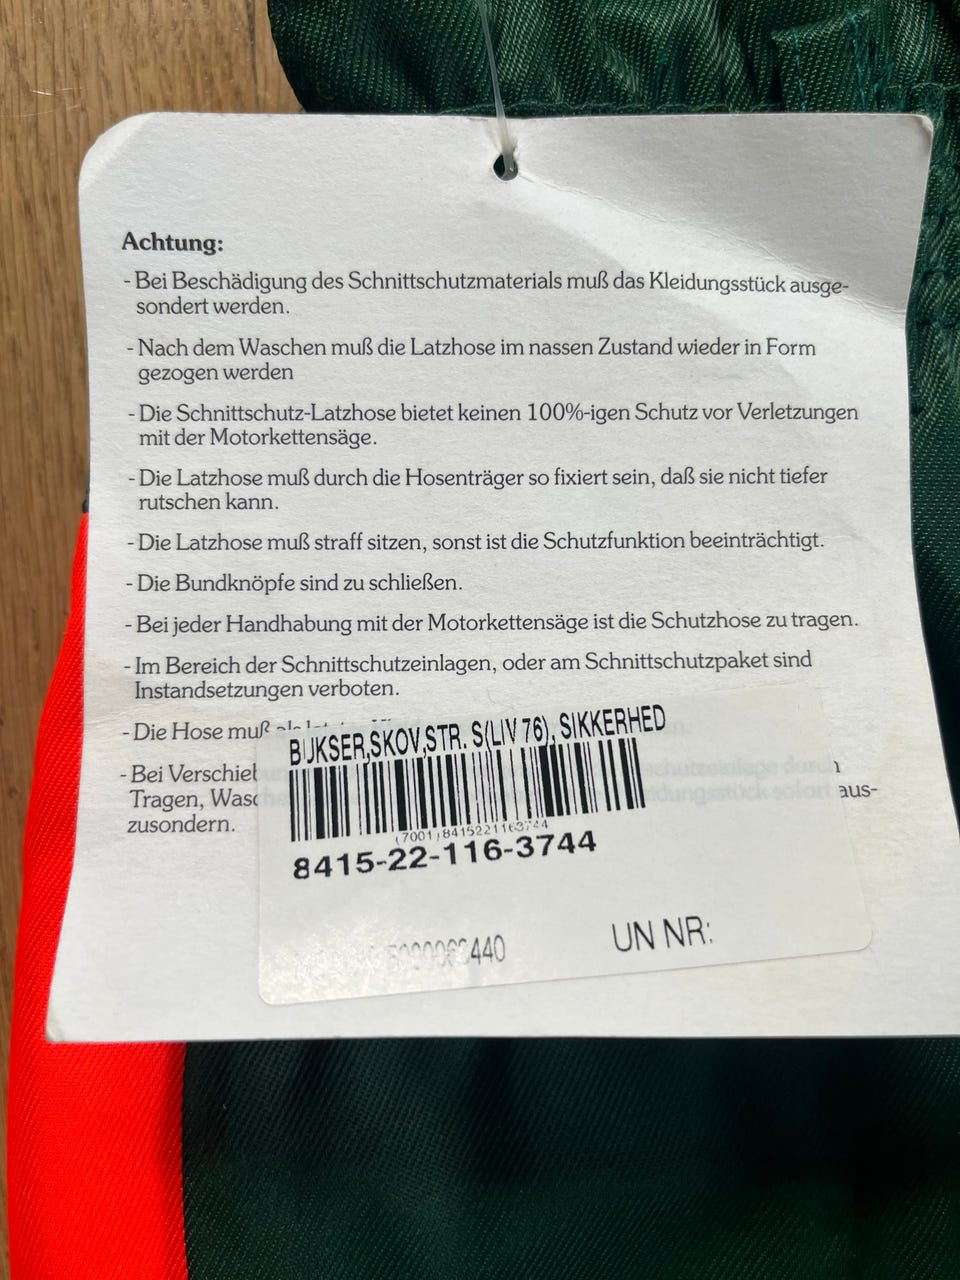 Achtung:
- Bei Beschädigung des Schnittschutzmaterials muß das Kleidungsstück ausge-
sondert werden.
- Nach dem Waschen muß die Latzhose im nassen Zustand wieder in Form
gezogen werden
- Die Schnittschutz-Latzhose bietet keinen 100%-igen Schutz vor Verletzungen
mit der Motorkettensäge.
- Die Latzhose muß durch die Hosenträger so fixiert sein, daß sie nicht tiefer
rutschen kann.
- Die Latzhose muß straff sitzen, sonst ist die Schutzfunktion beeinträchtigt.
- Die Bundknöpfe sind zu schließen.
- Bei jeder Handhabung mit der Motorkettensäge ist die Schutzhose zu tragen.
- Im Bereich der Schnittschutzeinlagen, oder am Schnittschutzpaket sind
Instandsetzungen verboten.
- Die Hose muß
- Bei Verschieb
Tragen, Wasc sofort aus-
zusondern.
BUKSER,SKOV,STR. S(LIV 76), SIKKERHED
(7001)8415221163744
8415-22-116-3744
UN NR: